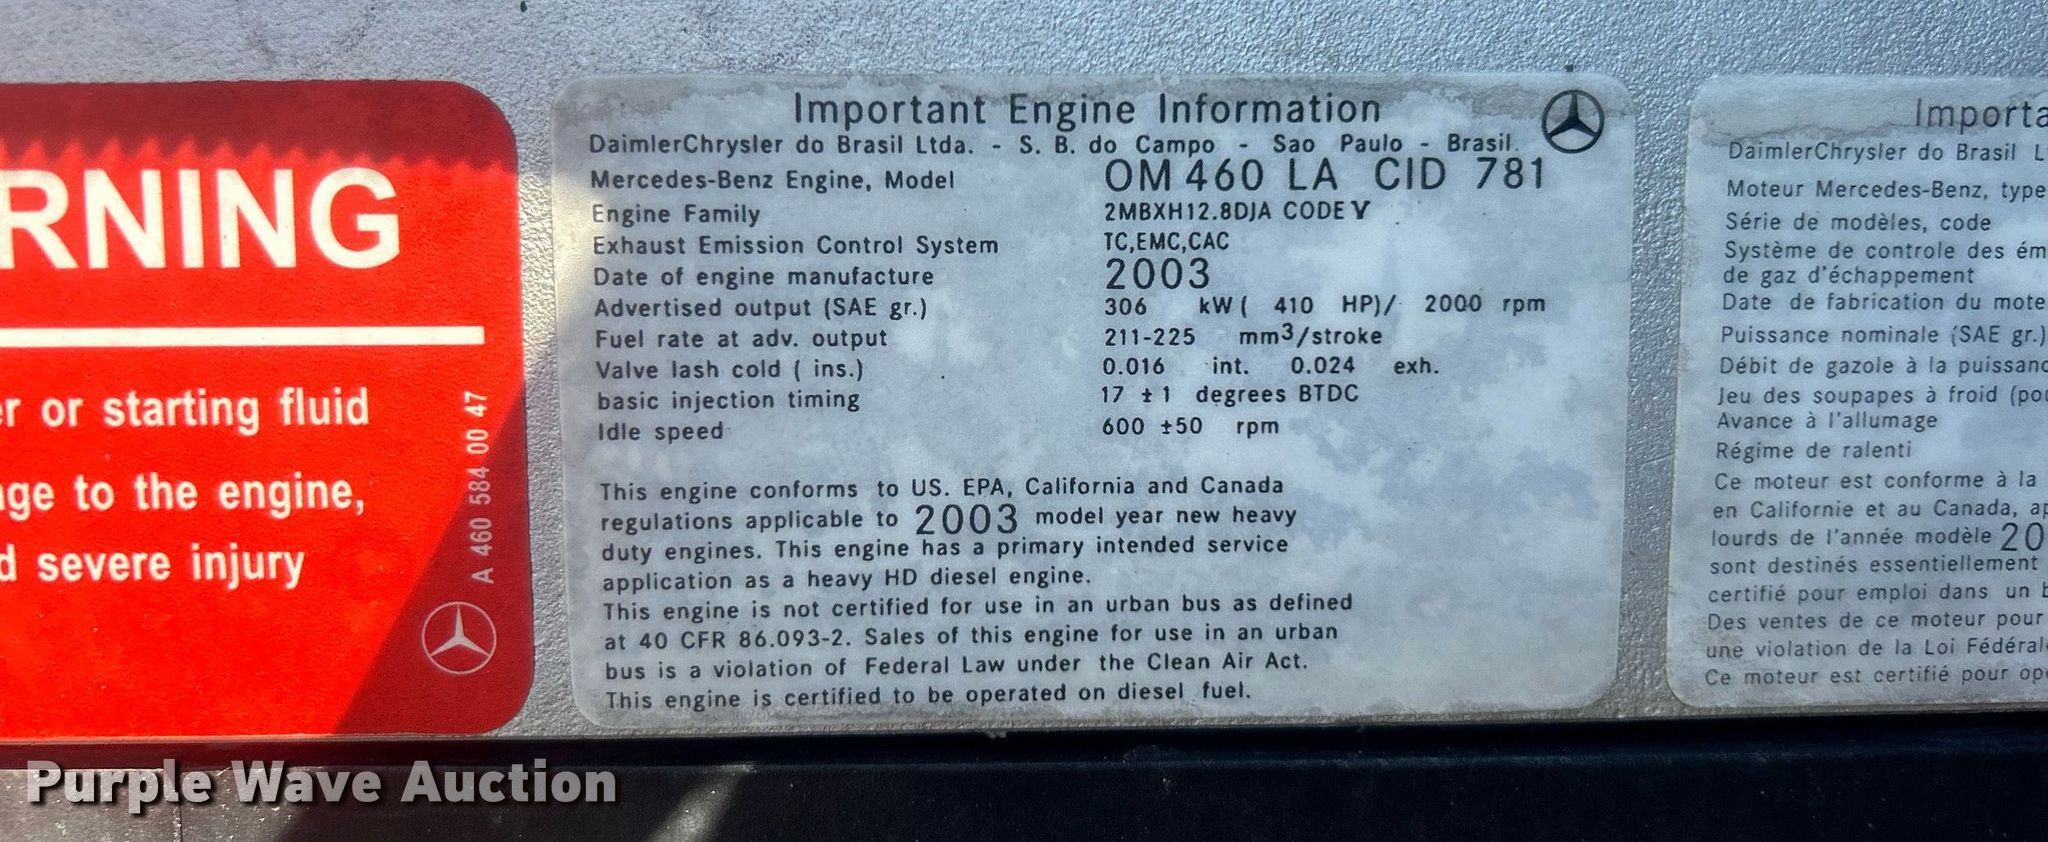 RNING
er or starting fluid
ge to the engine,
d severe injury
A 460 584 00 47
Important Engine Information
DaimlerChrysler do Brasil Ltda. - S. B. do Campo - Sao Paulo - Brasil.
Mercedes-Benz Engine, Model OM 460 LA CID 781
Engine Family 2MBXH12.8DJA CODE V
Exhaust Emission Control System TC,EMC,CAC
Date of engine manufacture 2003
Advertised output (SAE gr.) 306 kW ( 410 HP)/ 2000 rpm
Fuel rate at adv. output 211-225 mm3/stroke
Valve lash cold ( ins.) 0.016 int. 0.024 exh.
basic injection timing 17 ±1 degrees BTDC
Idle speed 600 ±50 rpm
This engine conforms to US. EPA, California and Canada
regulations applicable to 2003 model year new heavy
duty engines. This engine has a primary intended service
application as a heavy HD diesel engine.
This engine is not certified for use in an urban bus as defined
at 40 CFR 86.093-2. Sales of this engine for use in an urban
bus is a violation of Federal Law under the Clean Air Act.
This engine is certified to be operated on diesel fuel.
Importa
DaimlerChrysler do Brasil L
Moteur Mercedes-Benz, type
Série de modèles, code
Système de controle des ém
de gaz d'échappement
Date de fabrication du mote
Puissance nominale (SAE gr.)
Débit de gazole à la puissanc
Jeu des soupapes à froid (po
Avance à l'allumage
Régime de ralenti
Ce moteur est conforme à la
en Californie et au Canada, ap
lourds de l'année modèle 20
sont destinés essentiellement
certifié pour emploi dans un b
Des ventes de ce moteur pour
une violation de la Loi Fédéral
Ce moteur est certifié pour op
Purple Wave Auction